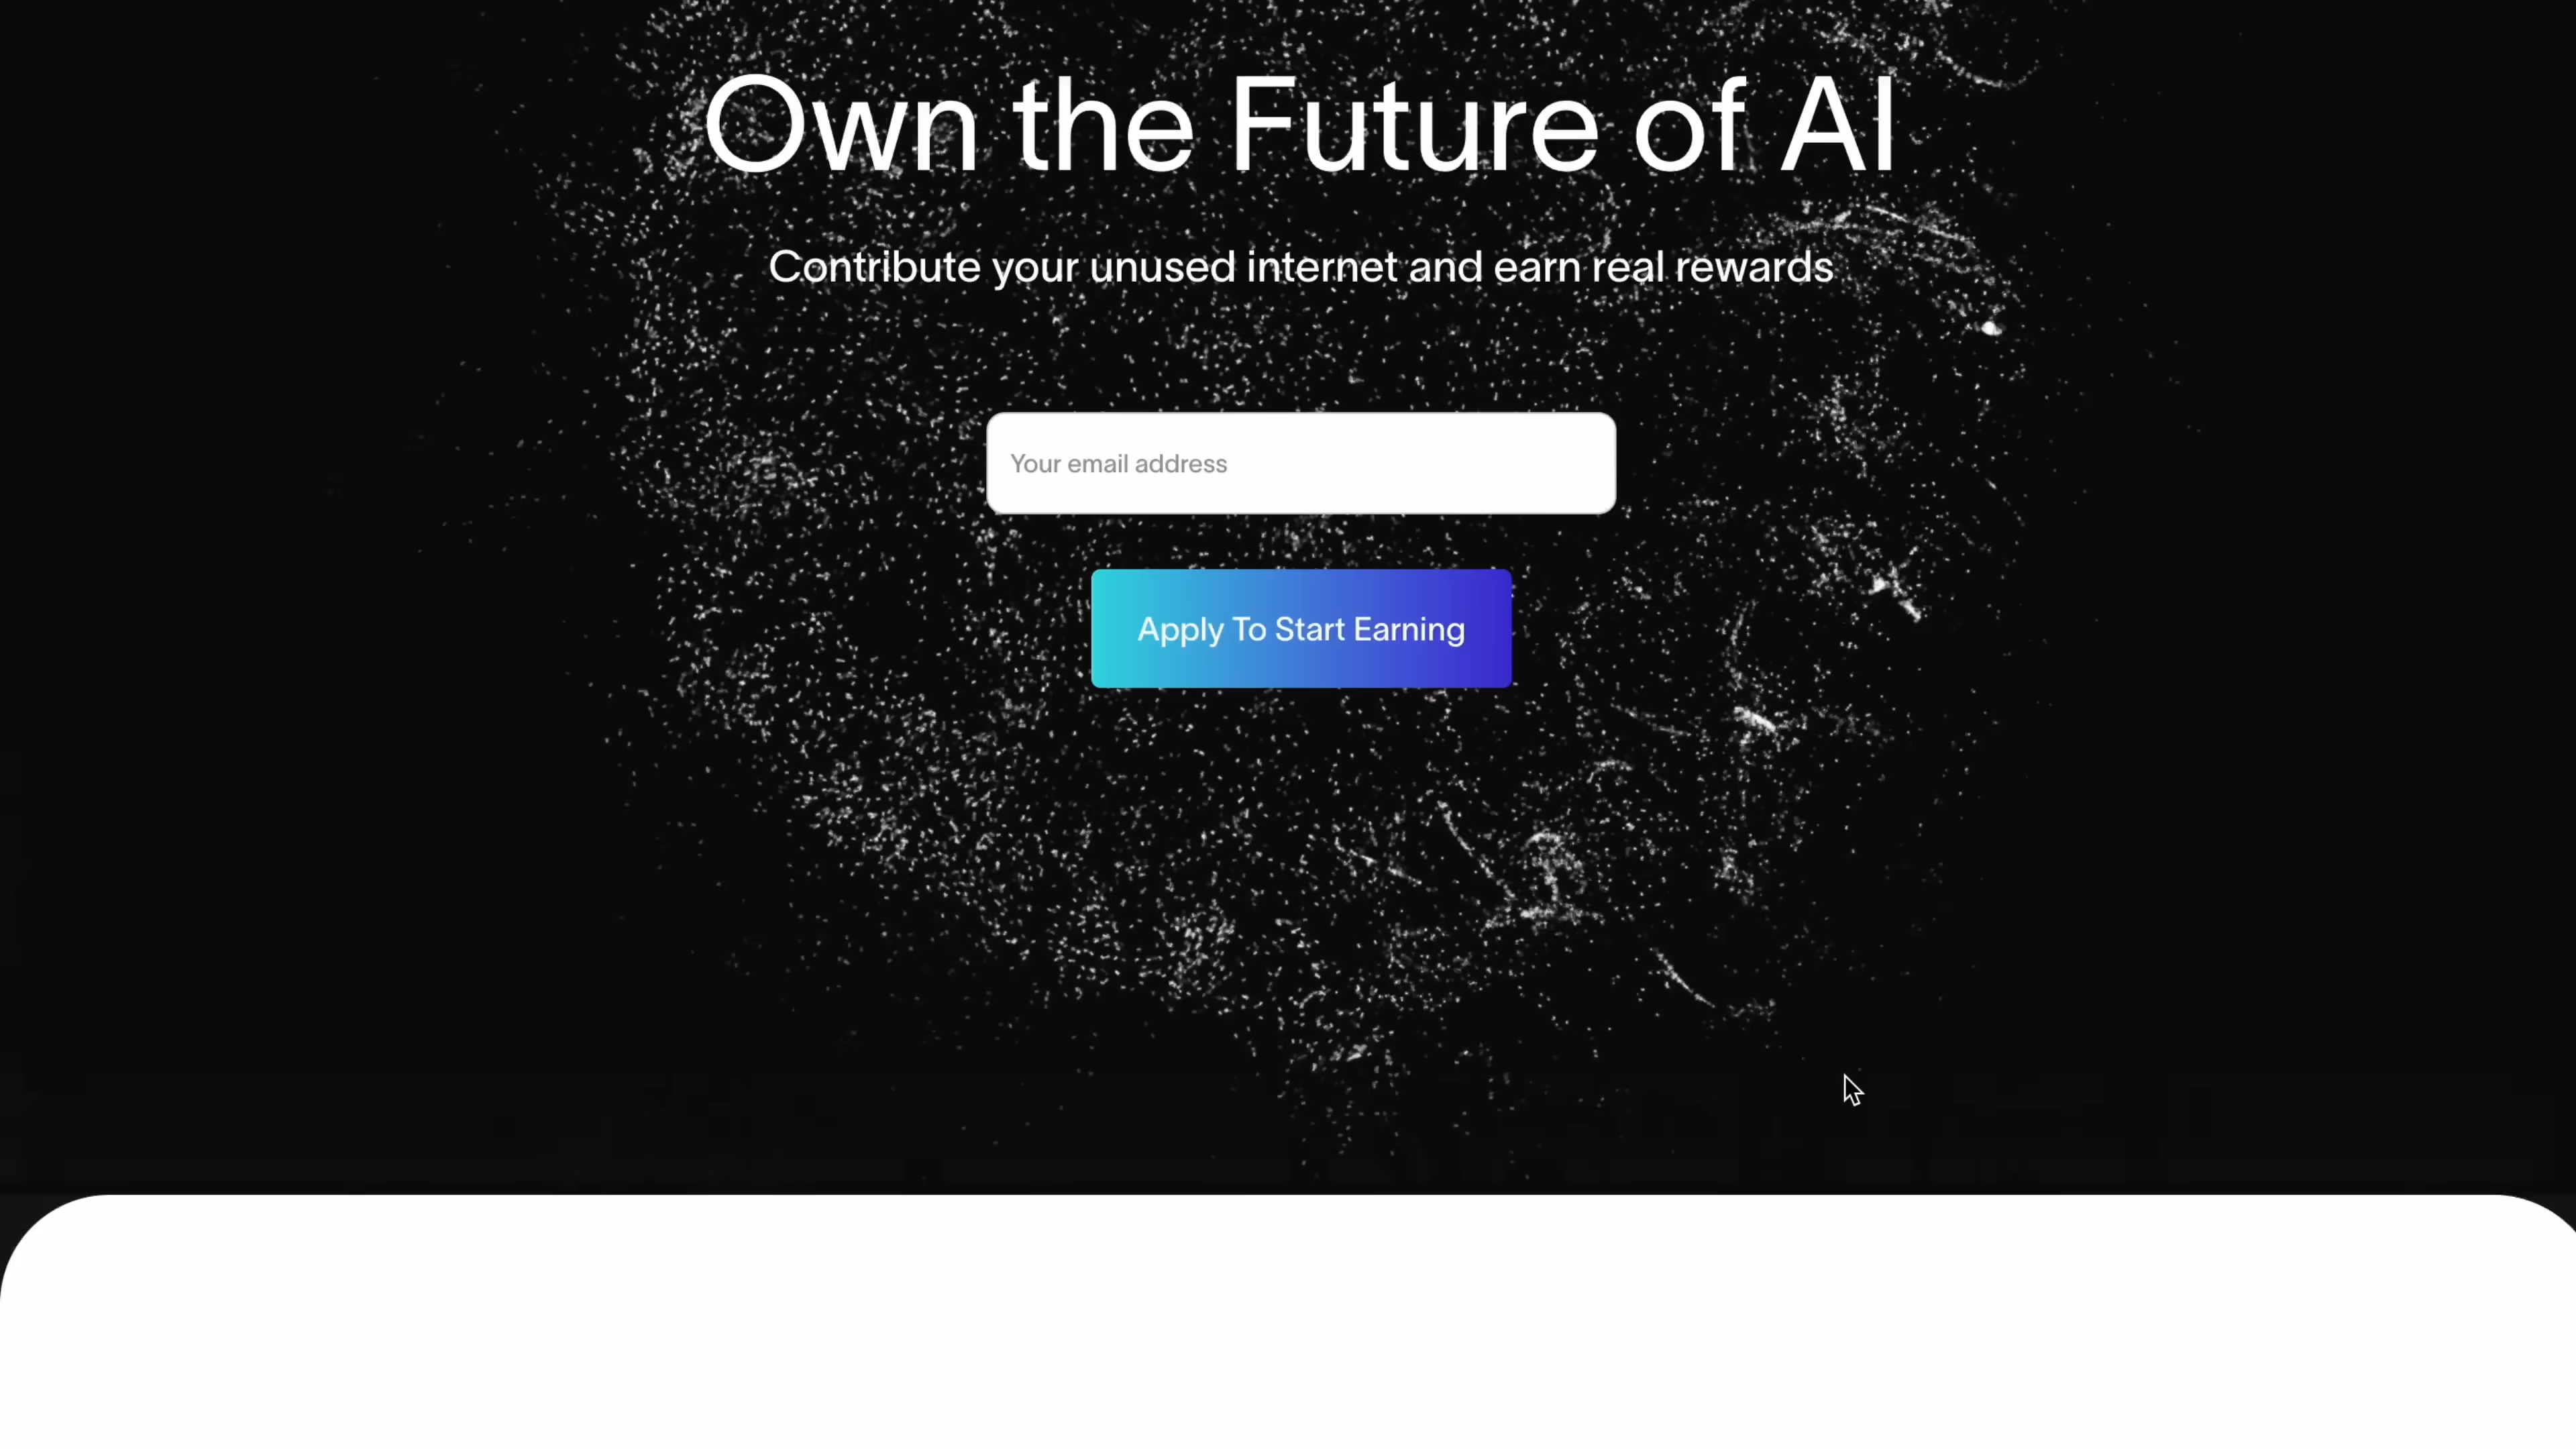 Own the Future of AI
Contribute your unused internet and earn real rewards
Your email address
Apply To Start Earning